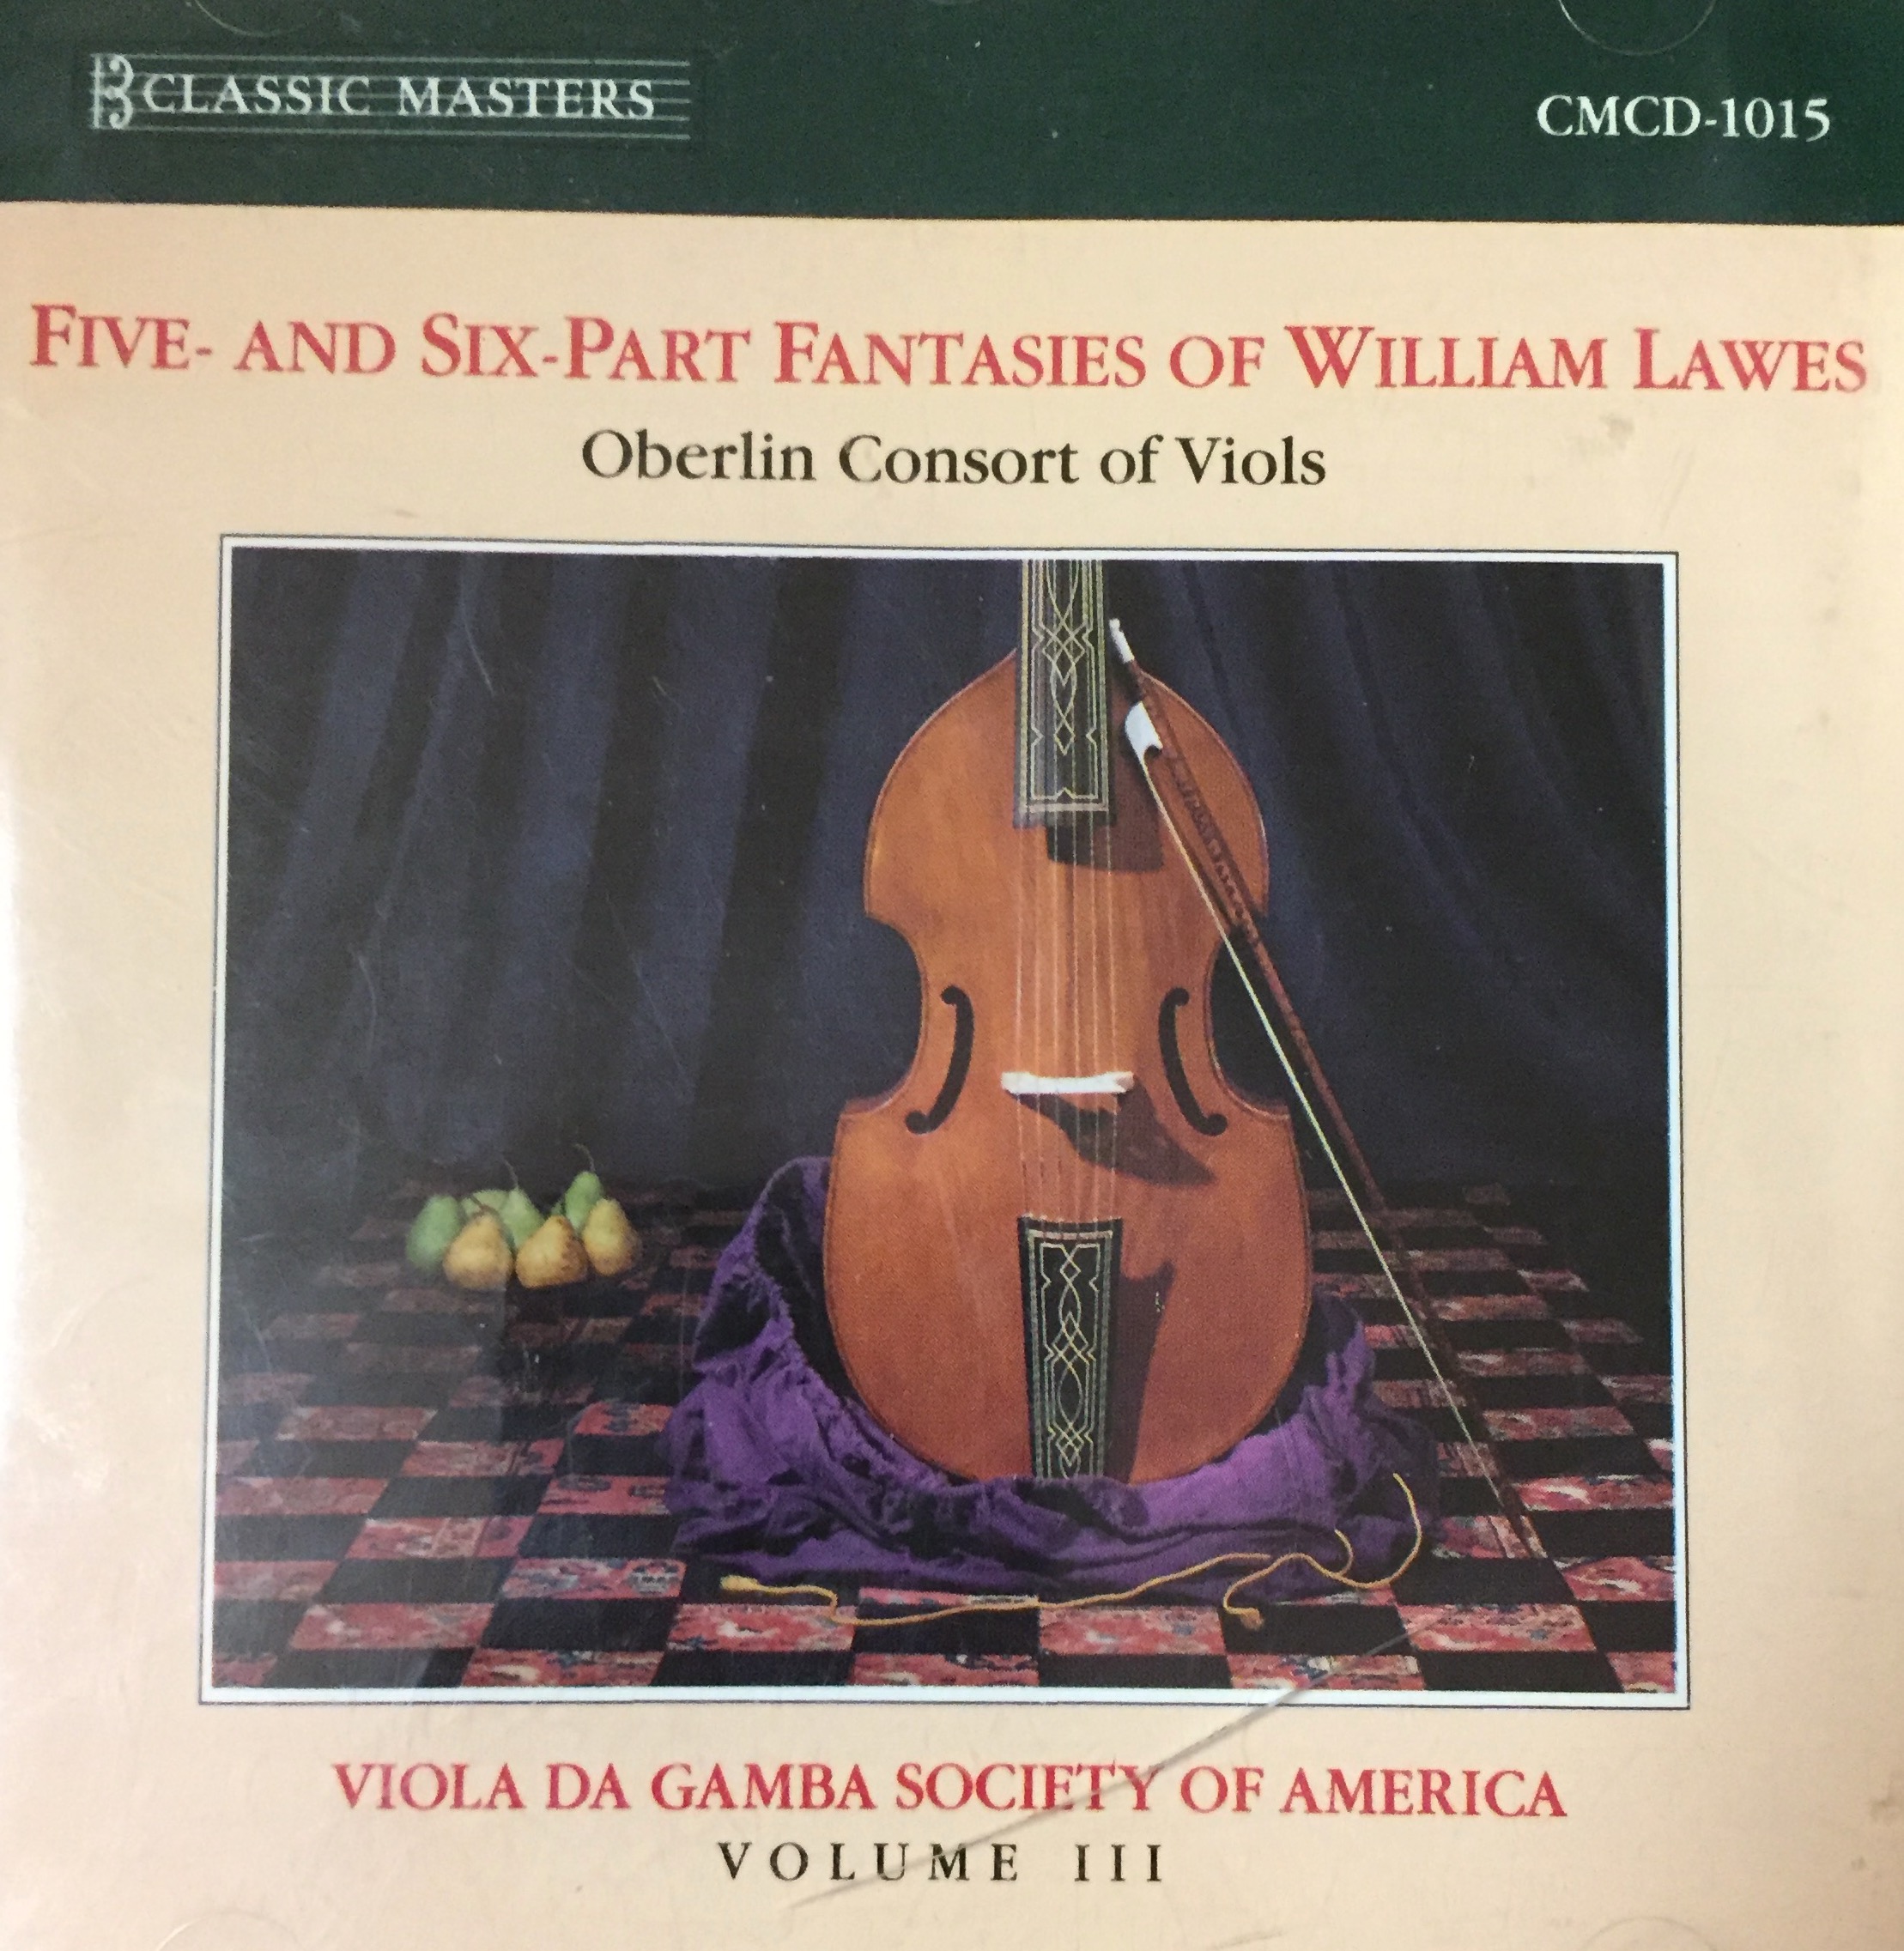 CLASSIC MASTERS
CMCD-1015
FIVE- AND SIX-PART FANTASIES OF WILLIAM LAWES
Oberlin Consort of Viols
VIOLA DA GAMBA SOCIETY OF AMERICA
VOLUME III